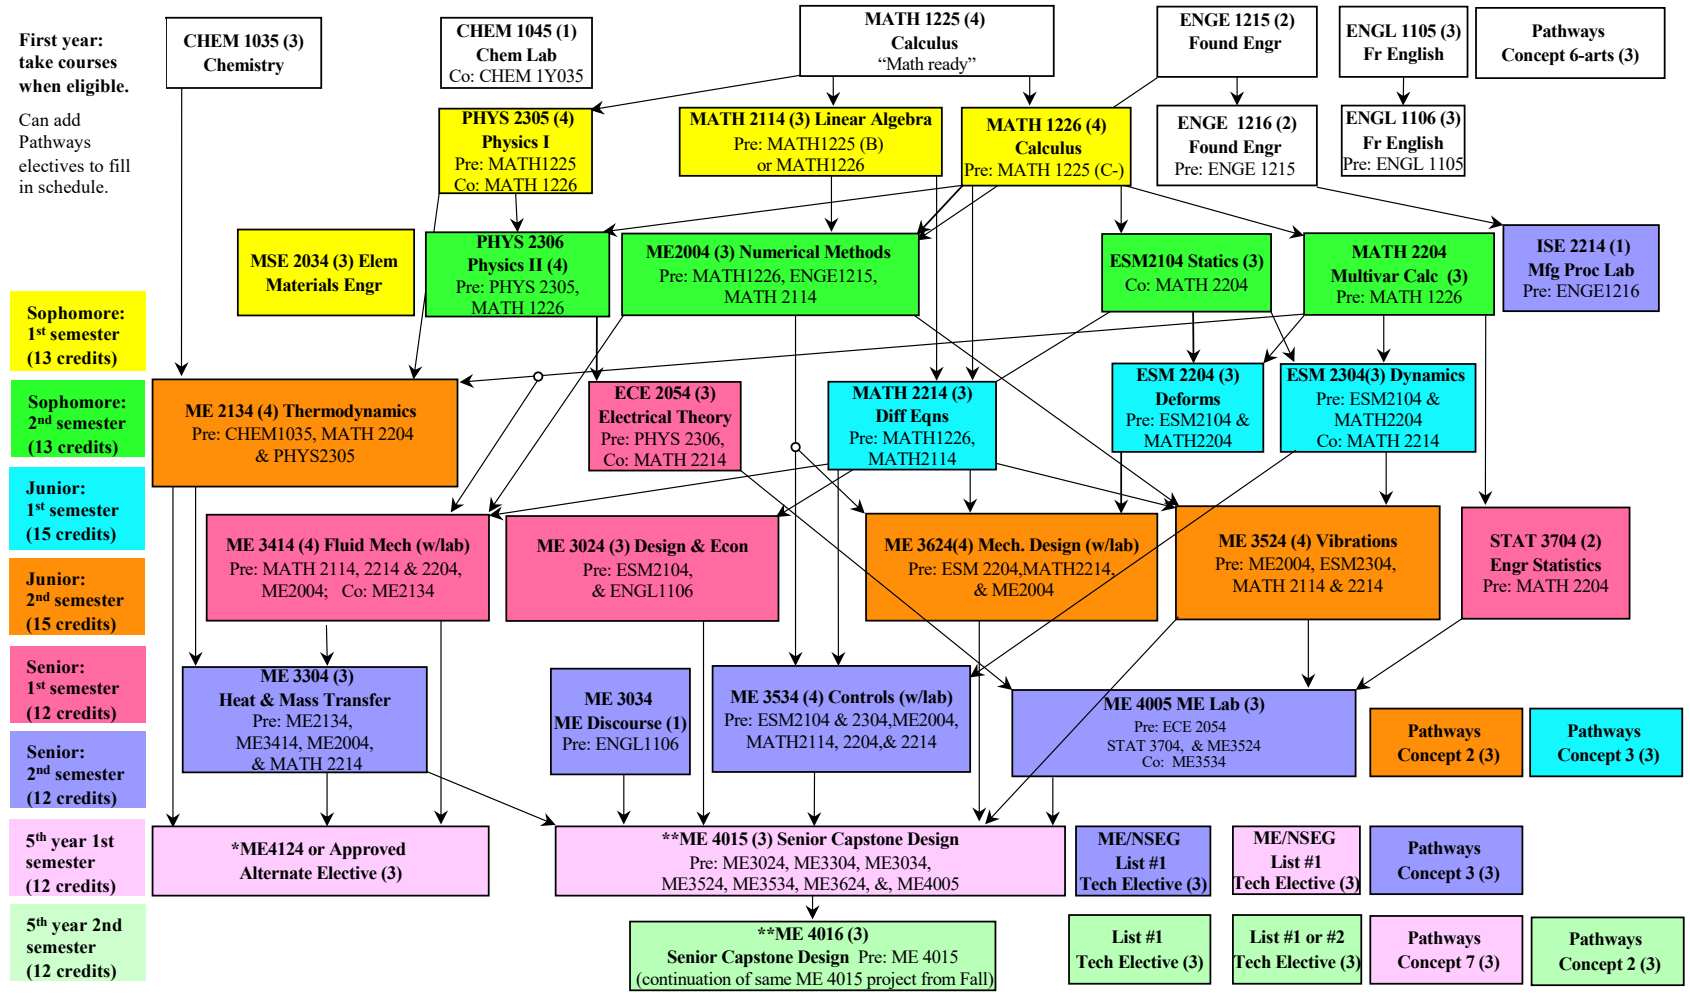 First year:
take courses
when eligible.
Can add
Pathways
electives to fill
in schedule.
CHEM 1035 (3)
Chemistry
CHEM 1045 (1)
Chem Lab
Co: CHEM 1Y035
MATH 1225 (4)
Calculus
“Math ready”
ENGE 1215 (2)
Found Engr
ENGL 1105 (3)
Fr English
Pathways
Concept 6-arts (3)
PHYS 2305 (4)
Physics I
Pre: MATH1225
Co: MATH 1226
MATH 2114 (3) Linear Algebra
Pre: MATH1225 (B)
or MATH1226
MATH 1226 (4)
Calculus
Pre: MATH 1225 (C-)
ENGE 1216 (2)
Found Engr
Pre: ENGE 1215
ENGL 1106 (3)
Fr English
Pre: ENGL 1105
MSE 2034 (3) Elem
Materials Engr
PHYS 2306
Physics II (4)
Pre: PHYS 2305,
MATH 1226
ME2004 (3) Numerical Methods
Pre: MATH1226, ENGE1215,
MATH 2114
ESM2104 Statics (3)
Co: MATH 2204
MATH 2204
Multivar Calc (3)
Pre: MATH 1226
ISE 2214 (1)
Mfg Proc Lab
Pre: ENGE1216
Sophomore:
1st semester
(13 credits)
Sophomore:
2nd semester
(13 credits)
ME 2134 (4) Thermodynamics
Pre: CHEM1035, MATH 2204
& PHYS2305
ECE 2054 (3)
Electrical Theory
Pre: PHYS 2306,
Co: MATH 2214
MATH 2214 (3)
Diff Eqns
Pre: MATH1226,
MATH2114
ESM 2204 (3)
Deforms
Pre: ESM2104 &
MATH2204
ESM 2304(3) Dynamics
Pre: ESM2104 &
MATH2204
Co: MATH 2214
Junior:
1st semester
(15 credits)
Junior:
2nd semester
(15 credits)
ME 3414 (4) Fluid Mech (w/lab)
Pre: MATH 2114, 2214 & 2204,
ME2004; Co: ME2134
ME 3024 (3) Design & Econ
Pre: ESM2104,
& ENGL1106
ME 3624(4) Mech. Design (w/lab)
Pre: ESM 2204,MATH2214,
& ME2004
ME 3524 (4) Vibrations
Pre: ME2004, ESM2304,
MATH 2114 & 2214
STAT 3704 (2)
Engr Statistics
Pre: MATH 2204
Senior:
1st semester
(12 credits)
Senior:
2nd semester
(12 credits)
ME 3304 (3)
Heat & Mass Transfer
Pre: ME2134,
ME3414, ME2004,
& MATH 2214
ME 3034
ME Discourse (1)
Pre: ENGL1106
ME 3534 (4) Controls (w/lab)
Pre: ESM2104 & 2304,ME2004,
MATH2114, 2204,& 2214
ME 4005 ME Lab (3)
Pre: ECE 2054
STAT 3704, & ME3524
Co: ME3534
Pathways
Concept 2 (3)
Pathways
Concept 3 (3)
5th year 1st
semester
(12 credits)
*ME4124 or Approved
Alternate Elective (3)
**ME 4015 (3) Senior Capstone Design
Pre: ME3024, ME3304, ME3034,
ME3524, ME3534, ME3624, &, ME4005
ME/NSEG
List #1
Tech Elective (3)
ME/NSEG
List #1
Tech Elective (3)
Pathways
Concept 3 (3)
5th year 2nd
semester
(12 credits)
**ME 4016 (3)
Senior Capstone Design Pre: ME 4015
(continuation of same ME 4015 project from Fall)
List #1
Tech Elective (3)
List #1 or #2
Tech Elective (3)
Pathways
Concept 7 (3)
Pathways
Concept 2 (3)